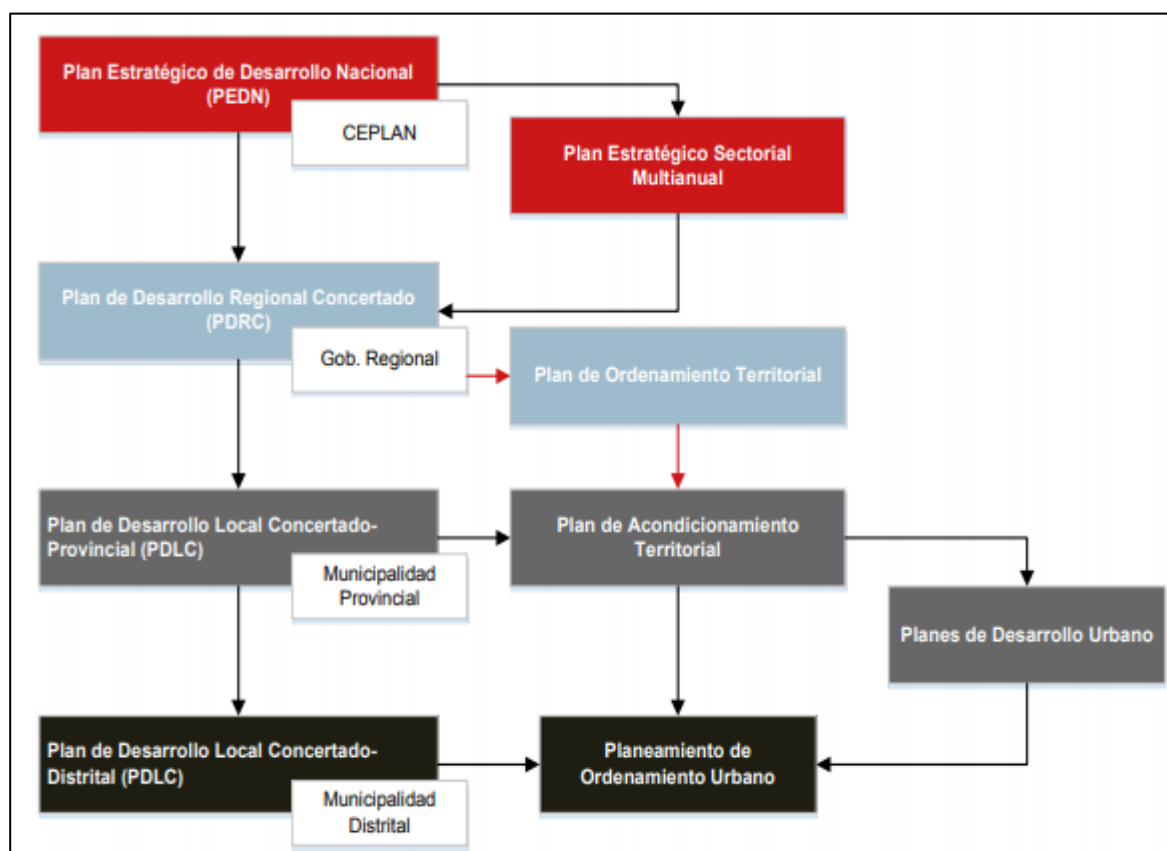 Plan Estratégico de Desarrollo Nacional
(PEDN)
CEPLAN
Plan Estratégico Sectorial
Multianual
Plan de Desarrollo Regional Concertado
(PDRC)
Gob. Regional
Plan de Ordenamiento Territorial
Plan de Desarrollo Local Concertado-
Provincial (PDLC)
Municipalidad
Provincial
Plan de Acondicionamiento
Territorial
Planes de Desarrollo Urbano
Plan de Desarrollo Local Concertado-
Distrital (PDLC)
Municipalidad
Distrital
Planeamiento de
Ordenamiento Urbano